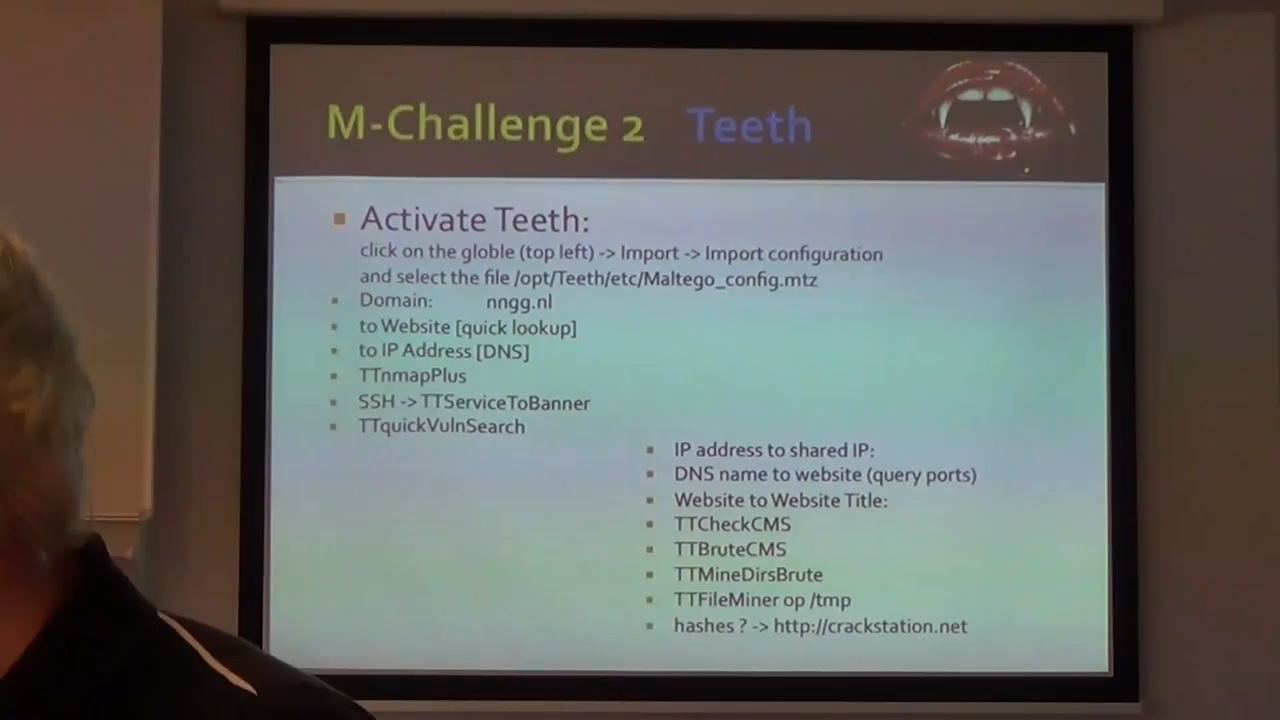 M-Challenge 2 Teeth
Activate Teeth:
click on the globle (top left) -> Import -> Import configuration
and select the file /opt/Teeth/etc/Maltego_config.mtz
Domain: nngg.nl
to Website [quick lookup]
to IP Address [DNS]
TTnmapPlus
SSH -> TTServiceToBanner
TTquickVulnSearch
IP address to shared IP:
DNS name to website (query ports)
Website to Website Title:
TTCheckCMS
TTBruteCMS
TTMineDirsBrute
TTFileMiner op /tmp
hashes ? -> http://crackstation.net